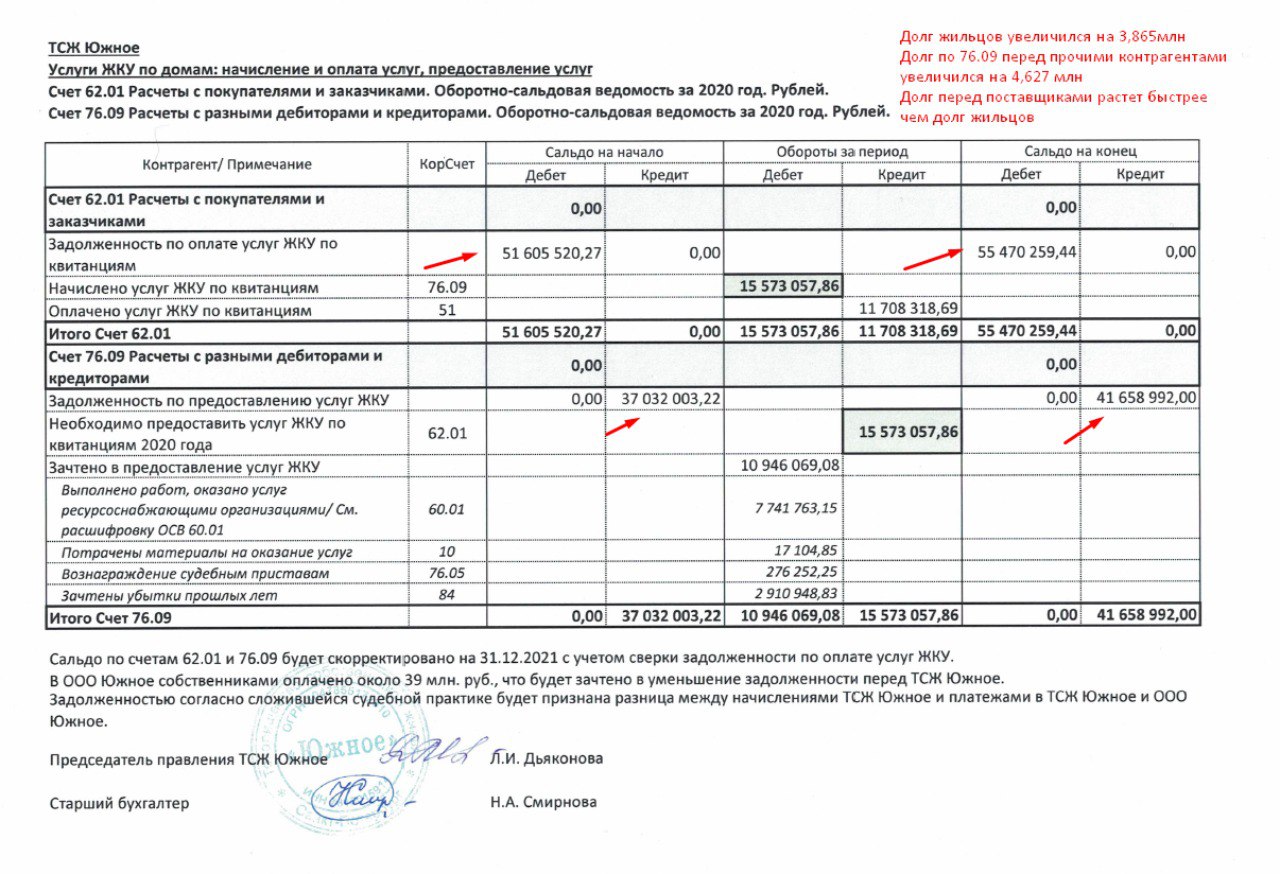 ТСЖ Южное
Услуги ЖКУ по домам: начисление и оплата услуг, предоставление услуг
Счет 62.01 Расчеты с покупателями и заказчиками. Оборотно-сальдовая ведомость за 2020 год. Рублей.
Счет 76.09 Расчеты с разными дебиторами и кредиторами. Оборотно-сальдовая ведомость за 2020 год. Рублей.
Долг жильцов увеличился на 3,865млн
Долг по 76.09 перед прочими контрагентами
увеличился на 4,627 млн
Долг перед поставщиками растет быстрее
чем долг жильцов
Контрагент/ Примечание КорСчет Сальдо на начало Обороты за период Сальдо на конец
Дебет Кредит Дебет Кредит Дебет Кредит
Счет 62.01 Расчеты с покупателями и
заказчиками 0,00 0,00
Задолженность по оплате услуг ЖКУ по
квитанциям 51 605 520,27 0,00 55 470 259,44 0,00
Начислено услуг ЖКУ по квитанциям 76.09 15 573 057,86
Оплачено услуг ЖКУ по квитанциям 51 11 708 318,69
Итого Счет 62.01 51 605 520,27 0,00 15 573 057,86 11 708 318,69 55 470 259,44 0,00
Счет 76.09 Расчеты с разными дебиторами и
кредиторами 0,00 0,00
Задолженность по предоставлению услуг ЖКУ 0,00 37 032 003,22 0,00 41 658 992,00
Необходимо предоставить услуг ЖКУ по
квитанциям 2020 года 62.01 15 573 057,86
Зачтено в предоставление услуг ЖКУ 10 946 069,08
Выполнено работ, оказано услуг
ресурсоснабжающими организациями/ См.
расшифровку ОСВ 60.01 60.01 7 741 763,15
Потрачены материалы на оказание услуг 10 17 104,85
Вознаграждение судебным приставам 76.05 276 252,25
Зачтены убытки прошлых лет 84 2 910 948,83
Итого Счет 76.09 0,00 37 032 003,22 10 946 069,08 15 573 057,86 0,00 41 658 992,00
Сальдо по счетам 62.01 и 76.09 будет скорректировано на 31.12.2021 с учетом сверки задолженности по оплате услуг ЖКУ.
В ООО Южное собственниками оплачено около 39 млн. руб., что будет зачтено в уменьшение задолженности перед ТСЖ Южное.
Задолженностью согласно сложившейся судебной практике будет признана разница между начислениями ТСЖ Южное и платежами в ТСЖ Южное и ООО
Южное.
«Южное»
Председатель правления ТСЖ Южное Л.И. Дьяконова
Старший бухгалтер Н.А. Смирнова